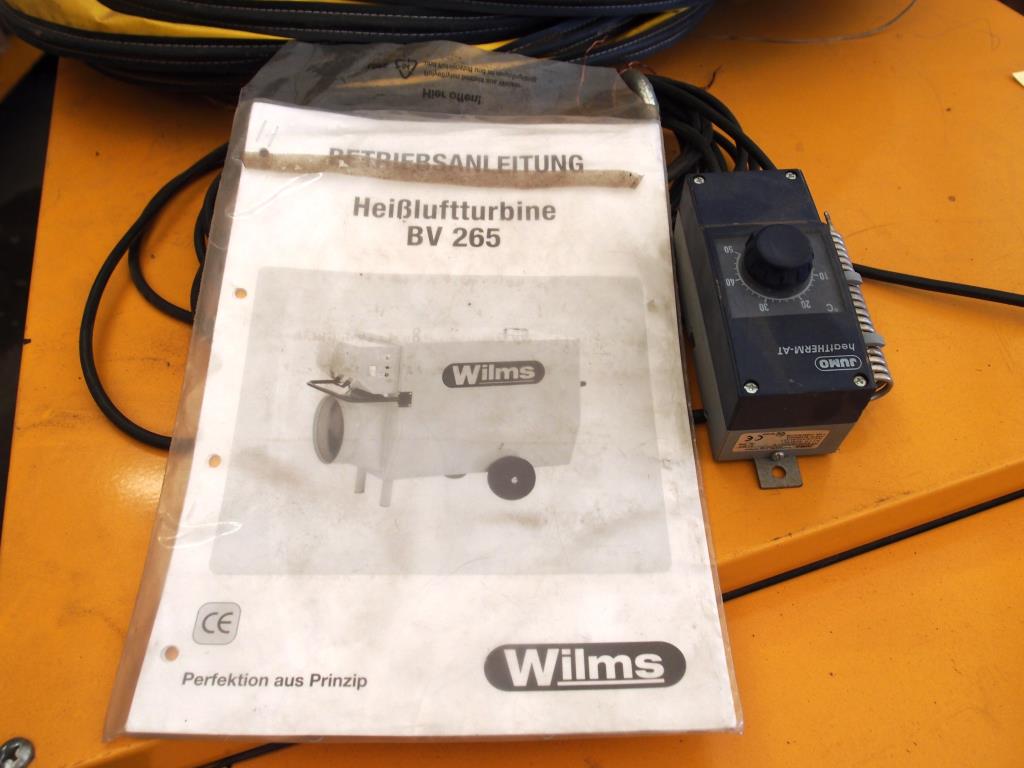 Hier öffnen!
BETRIEBSANLEITUNG
Heißluftturbine
BV 265
Wilms
CE
Perfektion aus Prinzip
Wilms
50
40
30
20
10
°C
heatTHERM-AT
JUMO
CE